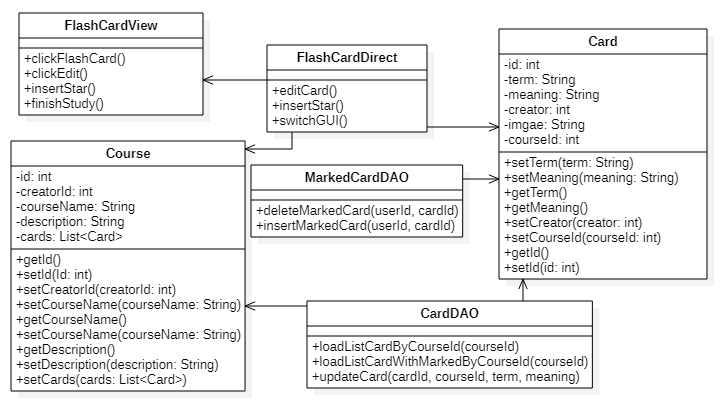 FlashCardView
+clickFlashCard()
+clickEdit()
+insertStar()
+finishStudy()
FlashCardDirect
+editCard()
+insertStar()
+switchGUI()
Card
-id: int
-term: String
-meaning: String
-creator: int
-imgae: String
-courseId: int
+setTerm(term: String)
+setMeaning(meaning: String)
+getTerm()
+getMeaning()
+setCreator(creator: int)
+setCourseId(courseId: int)
+getId()
+setId(id: int)
Course
-id: int
-creatorId: int
-courseName: String
-description: String
-cards: List<Card>
+getId()
+setId(Id: int)
+setCreatorId(creatorId: int)
+setCourseName(courseName: String)
+getCourseName()
+setCourseName(courseName: String)
+getDescription()
+setDescription(description: String)
+setCards(cards: List<Card>)
MarkedCardDAO
+deleteMarkedCard(userId, cardId)
+insertMarkedCard(userId, cardId)
CardDAO
+loadListCardByCourseId(courseId)
+loadListCardWithMarkedByCourseId(courseId)
+updateCard(cardId, courseId, term, meaning)